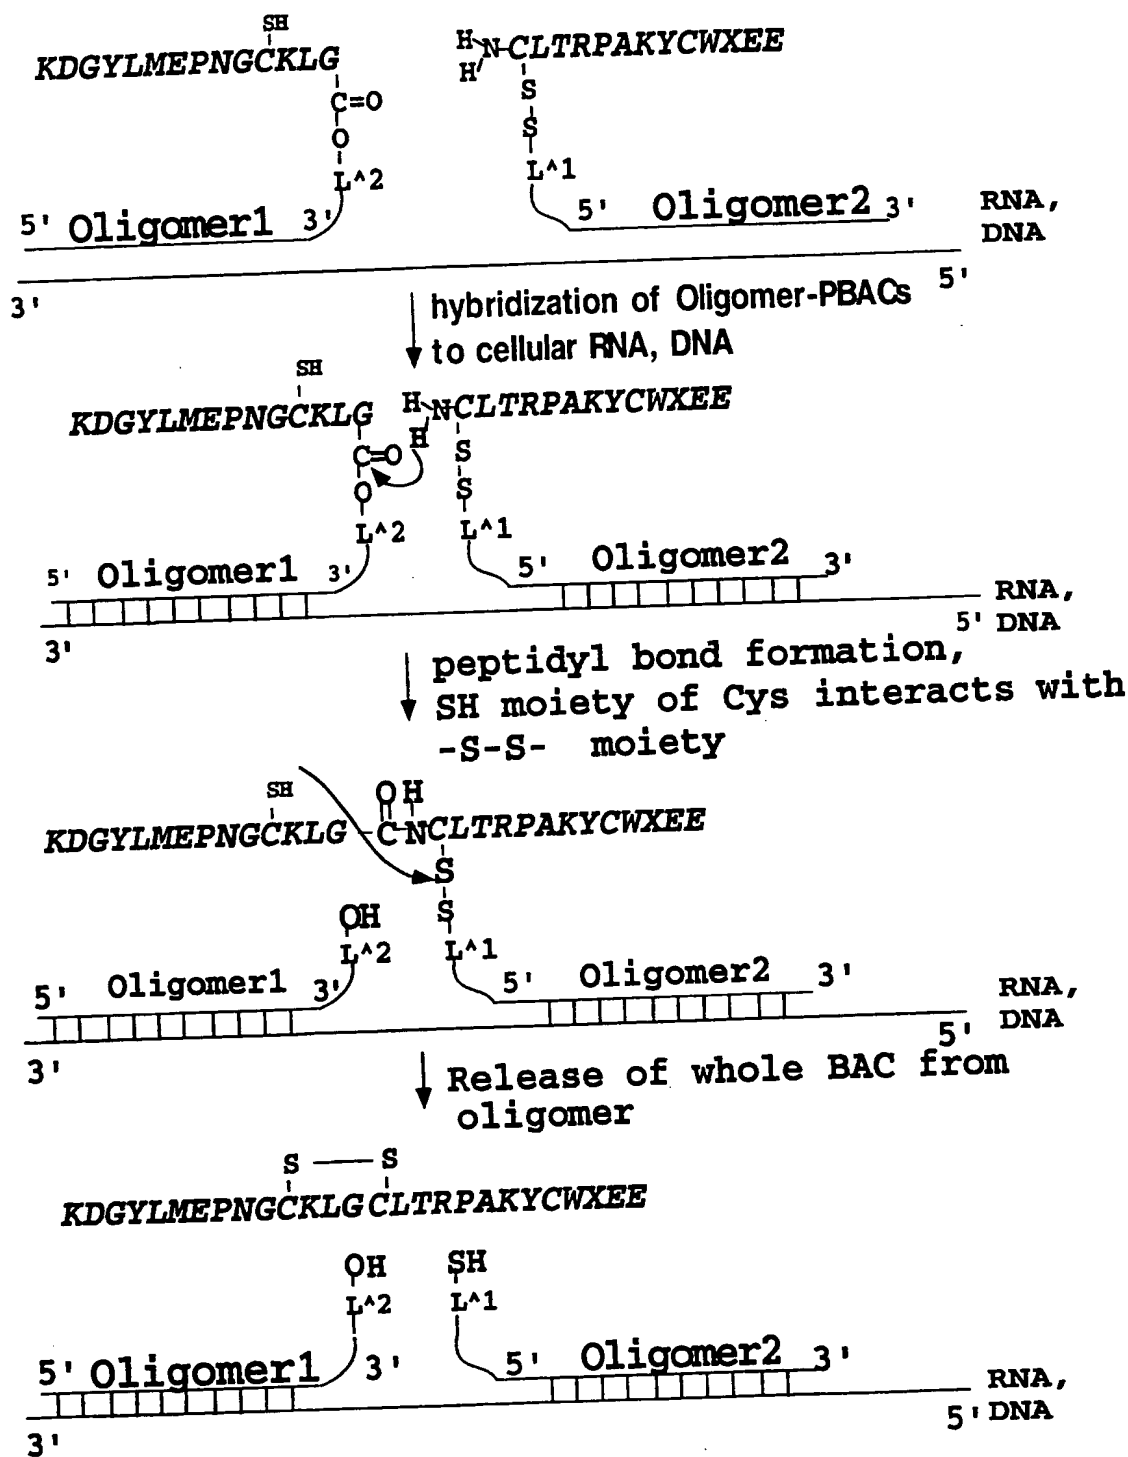 SH
KDGYLMEPNGCKLG
H
H
N-CLTRPAKYCWXEE
C=O
O
L^2
S
S
L^1
5' Oligomer1 3'
5' Oligomer2 3'
RNA,
DNA
3'
5'
hybridization of Oligomer-PBACs
to cellular RNA, DNA
SH
KDGYLMEPNGCKLG
H
H
NCLTRPAKYCWXEE
C=O
O
L^2
S
S
L^1
5' Oligomer1 3'
5' Oligomer2 3'
RNA,
DNA
3'
5'
peptidyl bond formation,
SH moiety of Cys interacts with
-S-S- moiety
SH
O H
KDGYLMEPNGCKLG-C-NCLTRPAKYCWXEE
S
S
OH
L^2
L^1
5' Oligomer1 3'
5' Oligomer2 3'
RNA,
DNA
3'
5'
Release of whole BAC from
oligomer
S — S
KDGYLMEPNGCKLGCLTRPAKYCWXEE
OH SH
L^2 L^1
5' Oligomer1 3'
5' Oligomer2 3'
RNA,
DNA
3'
5'